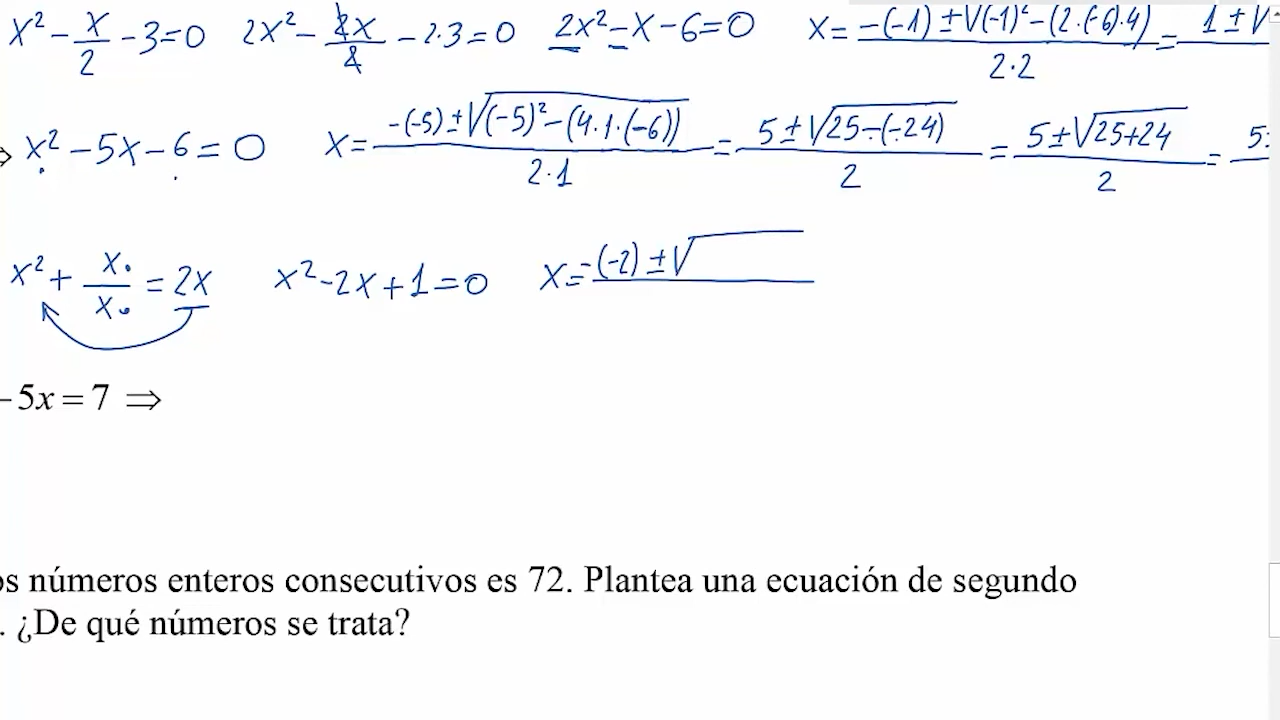 x² - x/2 - 3 = 0 2x² - 2x/2 - 2·3 = 0 2x² - x - 6 = 0 x = -(-1) ± √(-1)² - (2·(-6)·4) / 2·2 = 1 ± √
⇒ x² - 5x - 6 = 0 x = -(-5) ± √(-5)² - (4·1·(-6)) / 2·1 = 5 ± √25 - (-24) / 2 = 5 ± √25 + 24 / 2 = 5
x² + x/x = 2x x² - 2x + 1 = 0 x = -(-2) ± √
- 5x = 7 ⇒
os números enteros consecutivos es 72. Plantea una ecuación de segundo
. ¿De qué números se trata?